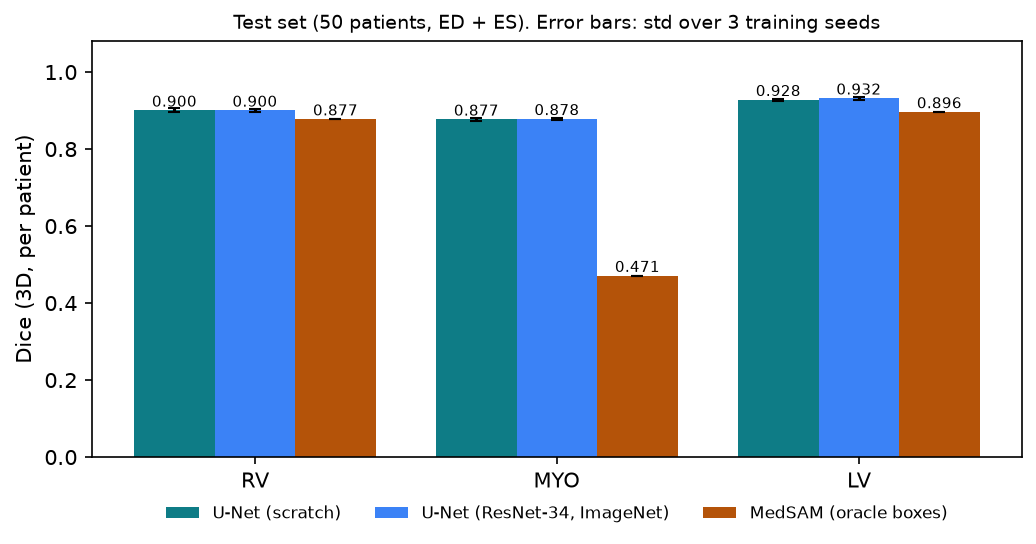 Test set (50 patients, ED + ES). Error bars: std over 3 training seeds
Dice (3D, per patient)
1.0
0.8
0.6
0.4
0.2
0.0
0.900 0.900 0.877
0.877 0.878 0.471
0.928 0.932 0.896
RV MYO LV
U-Net (scratch) U-Net (ResNet-34, ImageNet) MedSAM (oracle boxes)